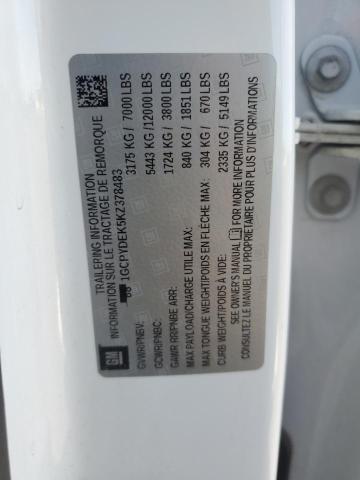 GM
TRAILERING INFORMATION
INFORMATION SUR LE TRACTAGE DE REMORQUE
1GCPYDEK5KZ378483
GVWR/PNBV: 3175 KG / 7000 LBS
GCWR/PNBC: 5443 KG /12000 LBS
GAWR RR/PNBE ARR: 1724 KG / 3800 LBS
MAX PAYLOAD/CHARGE UTILE MAX: 840 KG / 1851 LBS
MAX TONGUE WEIGHT/POIDS EN FLÈCHE MAX: 304 KG / 670 LBS
CURB WEIGHT/POIDS À VIDE: 2335 KG / 5149 LBS
SEE OWNER'S MANUAL FOR MORE INFORMATION/
LE MANUEL DU PROPRIETAIRE POUR PLUS D'INFORMATIONS